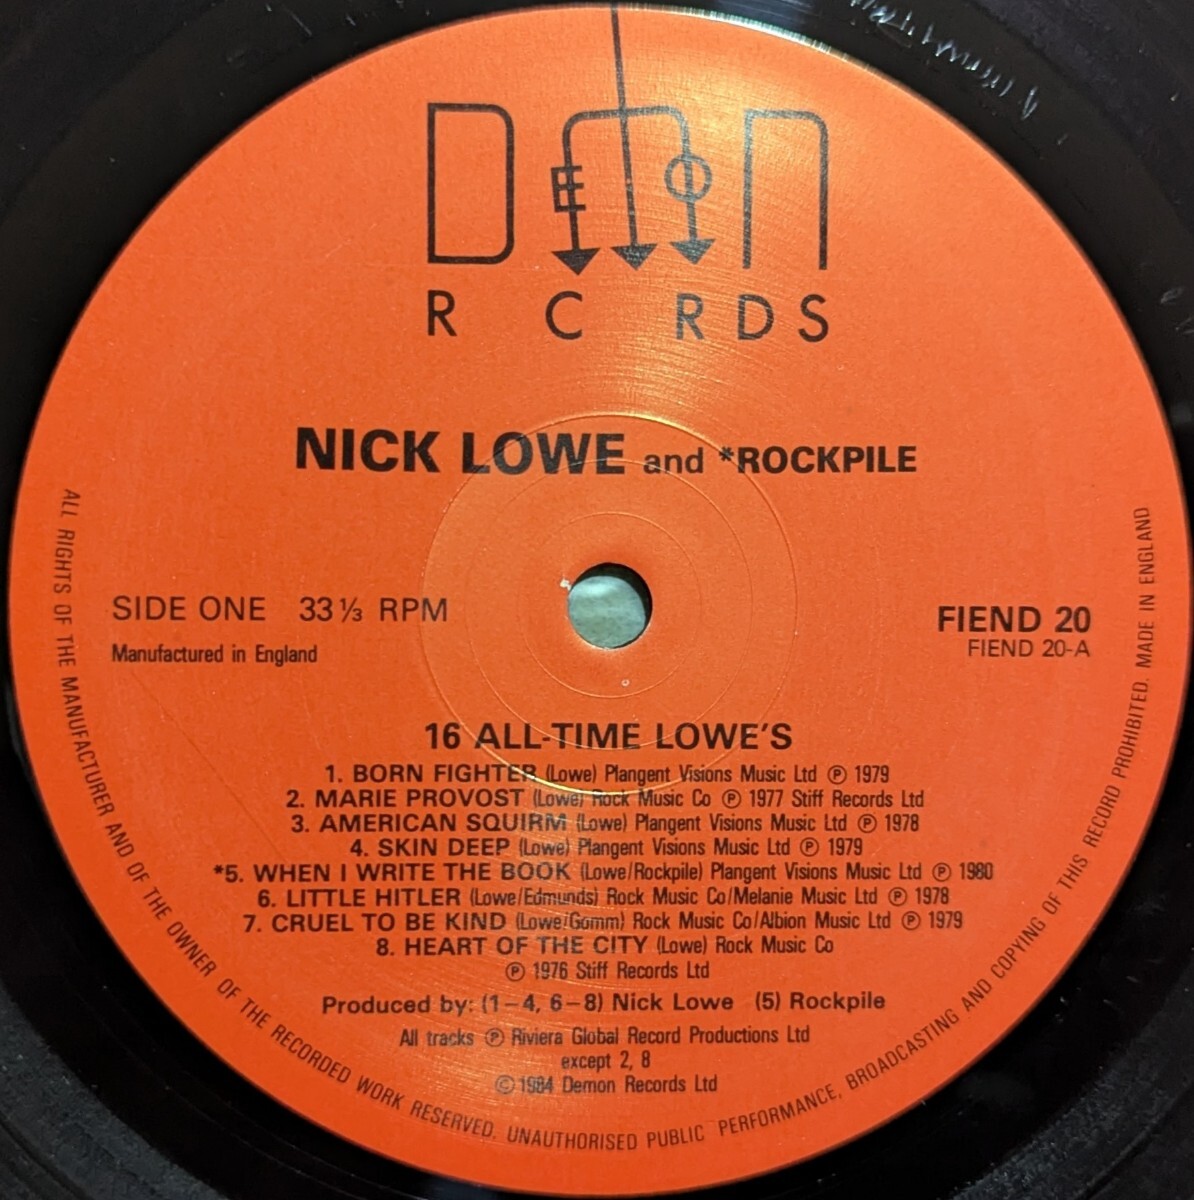 DEMON
R C RDS
NICK LOWE and *ROCKPILE
SIDE ONE 33⅓ RPM
Manufactured in England
FIEND 20
FIEND 20-A
16 ALL-TIME LOWE'S
1. BORN FIGHTER (Lowe) Plangent Visions Music Ltd ℗ 1979
2. MARIE PROVOST (Lowe) Rock Music Co ℗ 1977 Stiff Records Ltd
3. AMERICAN SQUIRM (Lowe) Plangent Visions Music Ltd ℗ 1978
4. SKIN DEEP (Lowe) Plangent Visions Music Ltd ℗ 1979
*5. WHEN I WRITE THE BOOK (Lowe/Rockpile) Plangent Visions Music Ltd ℗ 1980
6. LITTLE HITLER (Lowe/Edmunds) Rock Music Co/Melanie Music Ltd ℗ 1978
7. CRUEL TO BE KIND (Lowe/Gomm) Rock Music Co/Albion Music Ltd ℗ 1979
8. HEART OF THE CITY (Lowe) Rock Music Co
℗ 1976 Stiff Records Ltd
Produced by: (1–4, 6–8) Nick Lowe (5) Rockpile
All tracks ℗ Riviera Global Record Productions Ltd
except 2, 8
© 1984 Demon Records Ltd
ALL RIGHTS OF THE MANUFACTURER AND OF THE OWNER OF THE RECORDED WORK RESERVED. UNAUTHORISED PUBLIC PERFORMANCE, BROADCASTING AND COPYING OF THIS RECORD PROHIBITED. MADE IN ENGLAND